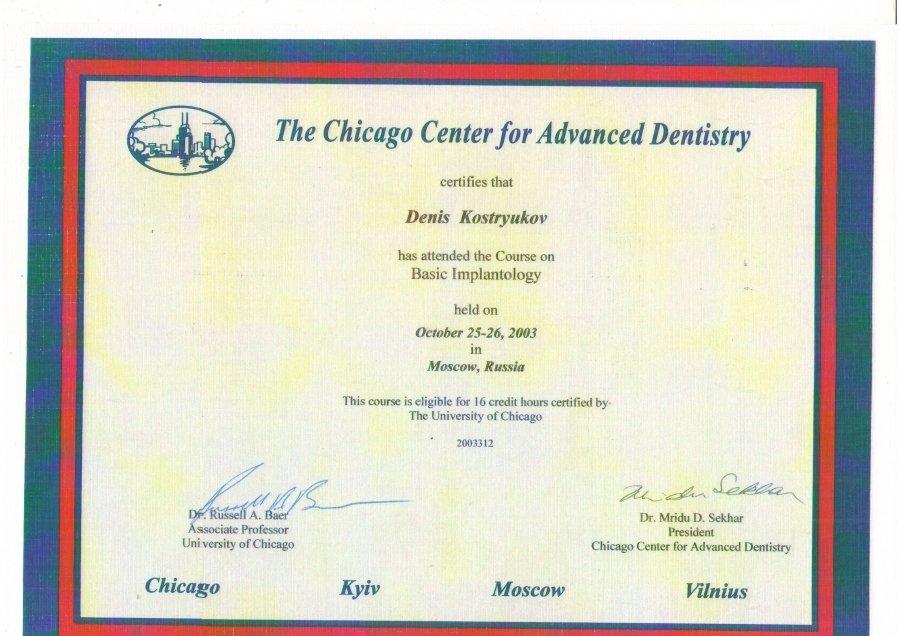 The Chicago Center for Advanced Dentistry
certifies that
Denis Kostryukov
has attended the Course on
Basic Implantology
held on
October 25-26, 2003
in
Moscow, Russia
This course is eligible for 16 credit hours certified by
The University of Chicago
2003312
Russell A. B
Mridu Sekhar
Dr. Russell A. Baer
Associate Professor
University of Chicago
Dr. Mridu D. Sekhar
President
Chicago Center for Advanced Dentistry
Chicago Kyiv Moscow Vilnius